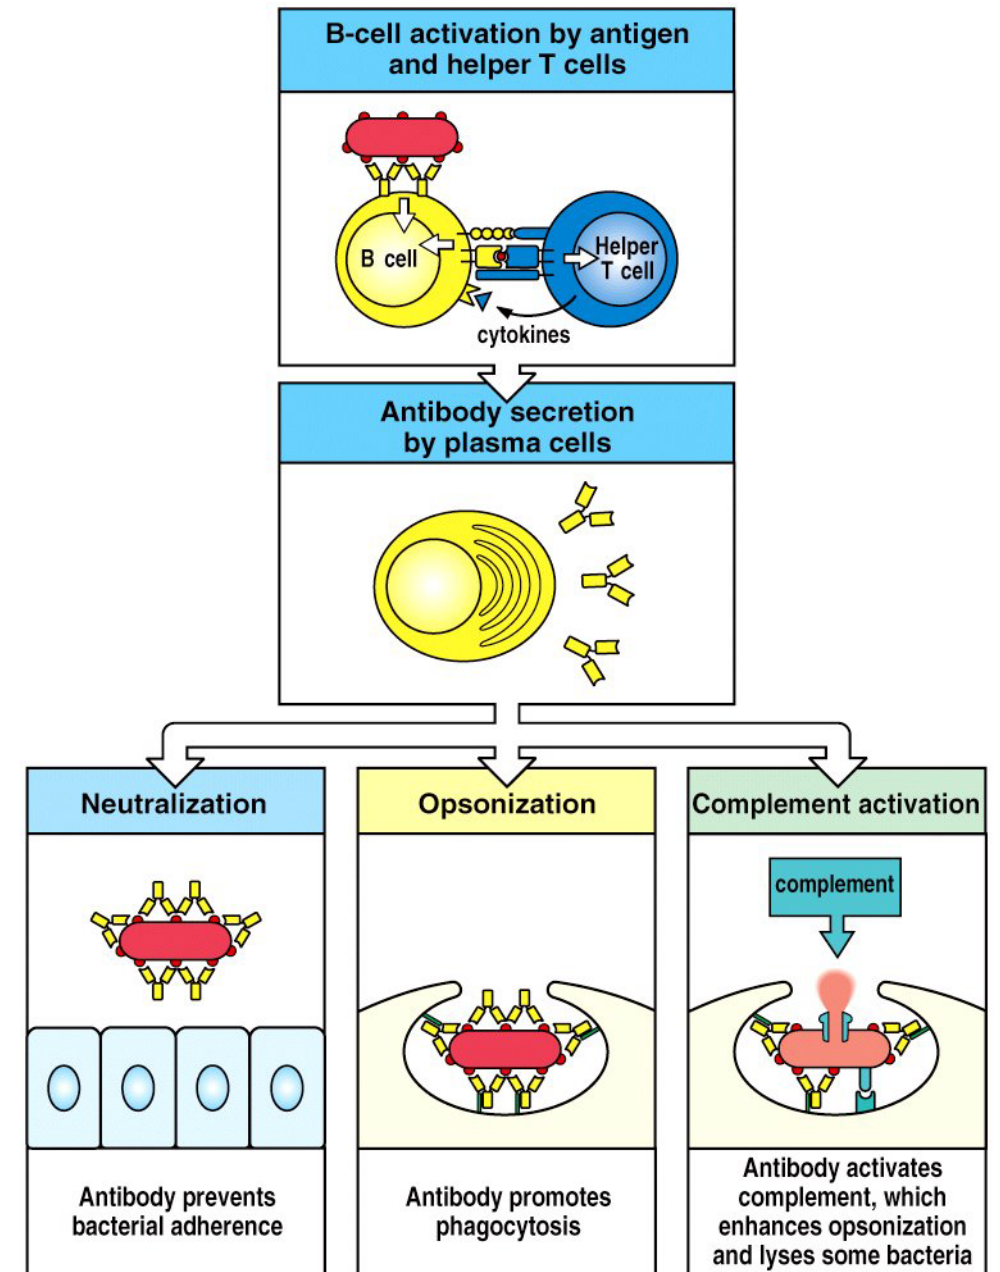 B-cell activation by antigen
and helper T cells
B cell
Helper
T cell
cytokines
Antibody secretion
by plasma cells
Neutralization
Opsonization
Complement activation
complement
Antibody prevents
bacterial adherence
Antibody promotes
phagocytosis
Antibody activates
complement, which
enhances opsonization
and lyses some bacteria